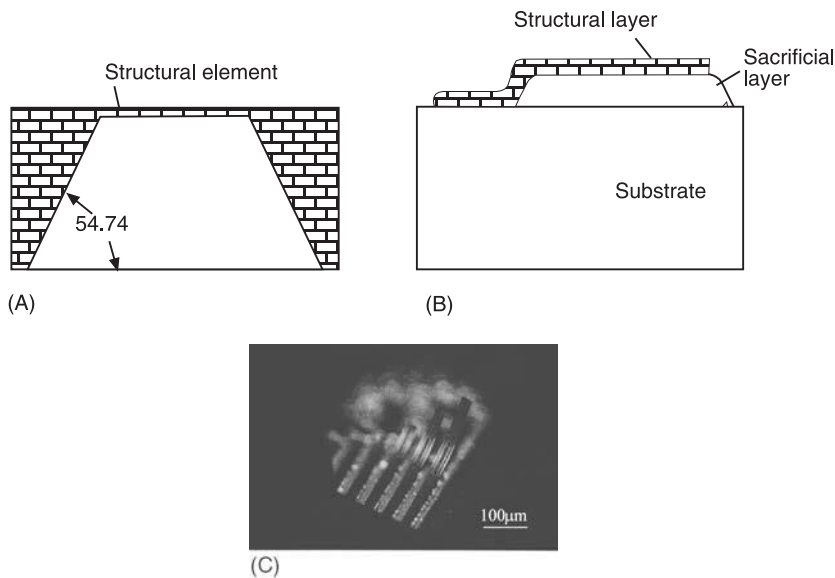 Structural element
54.74
(A)
Structural layer
Sacrificial
layer
Substrate
(B)
100μm
(C)